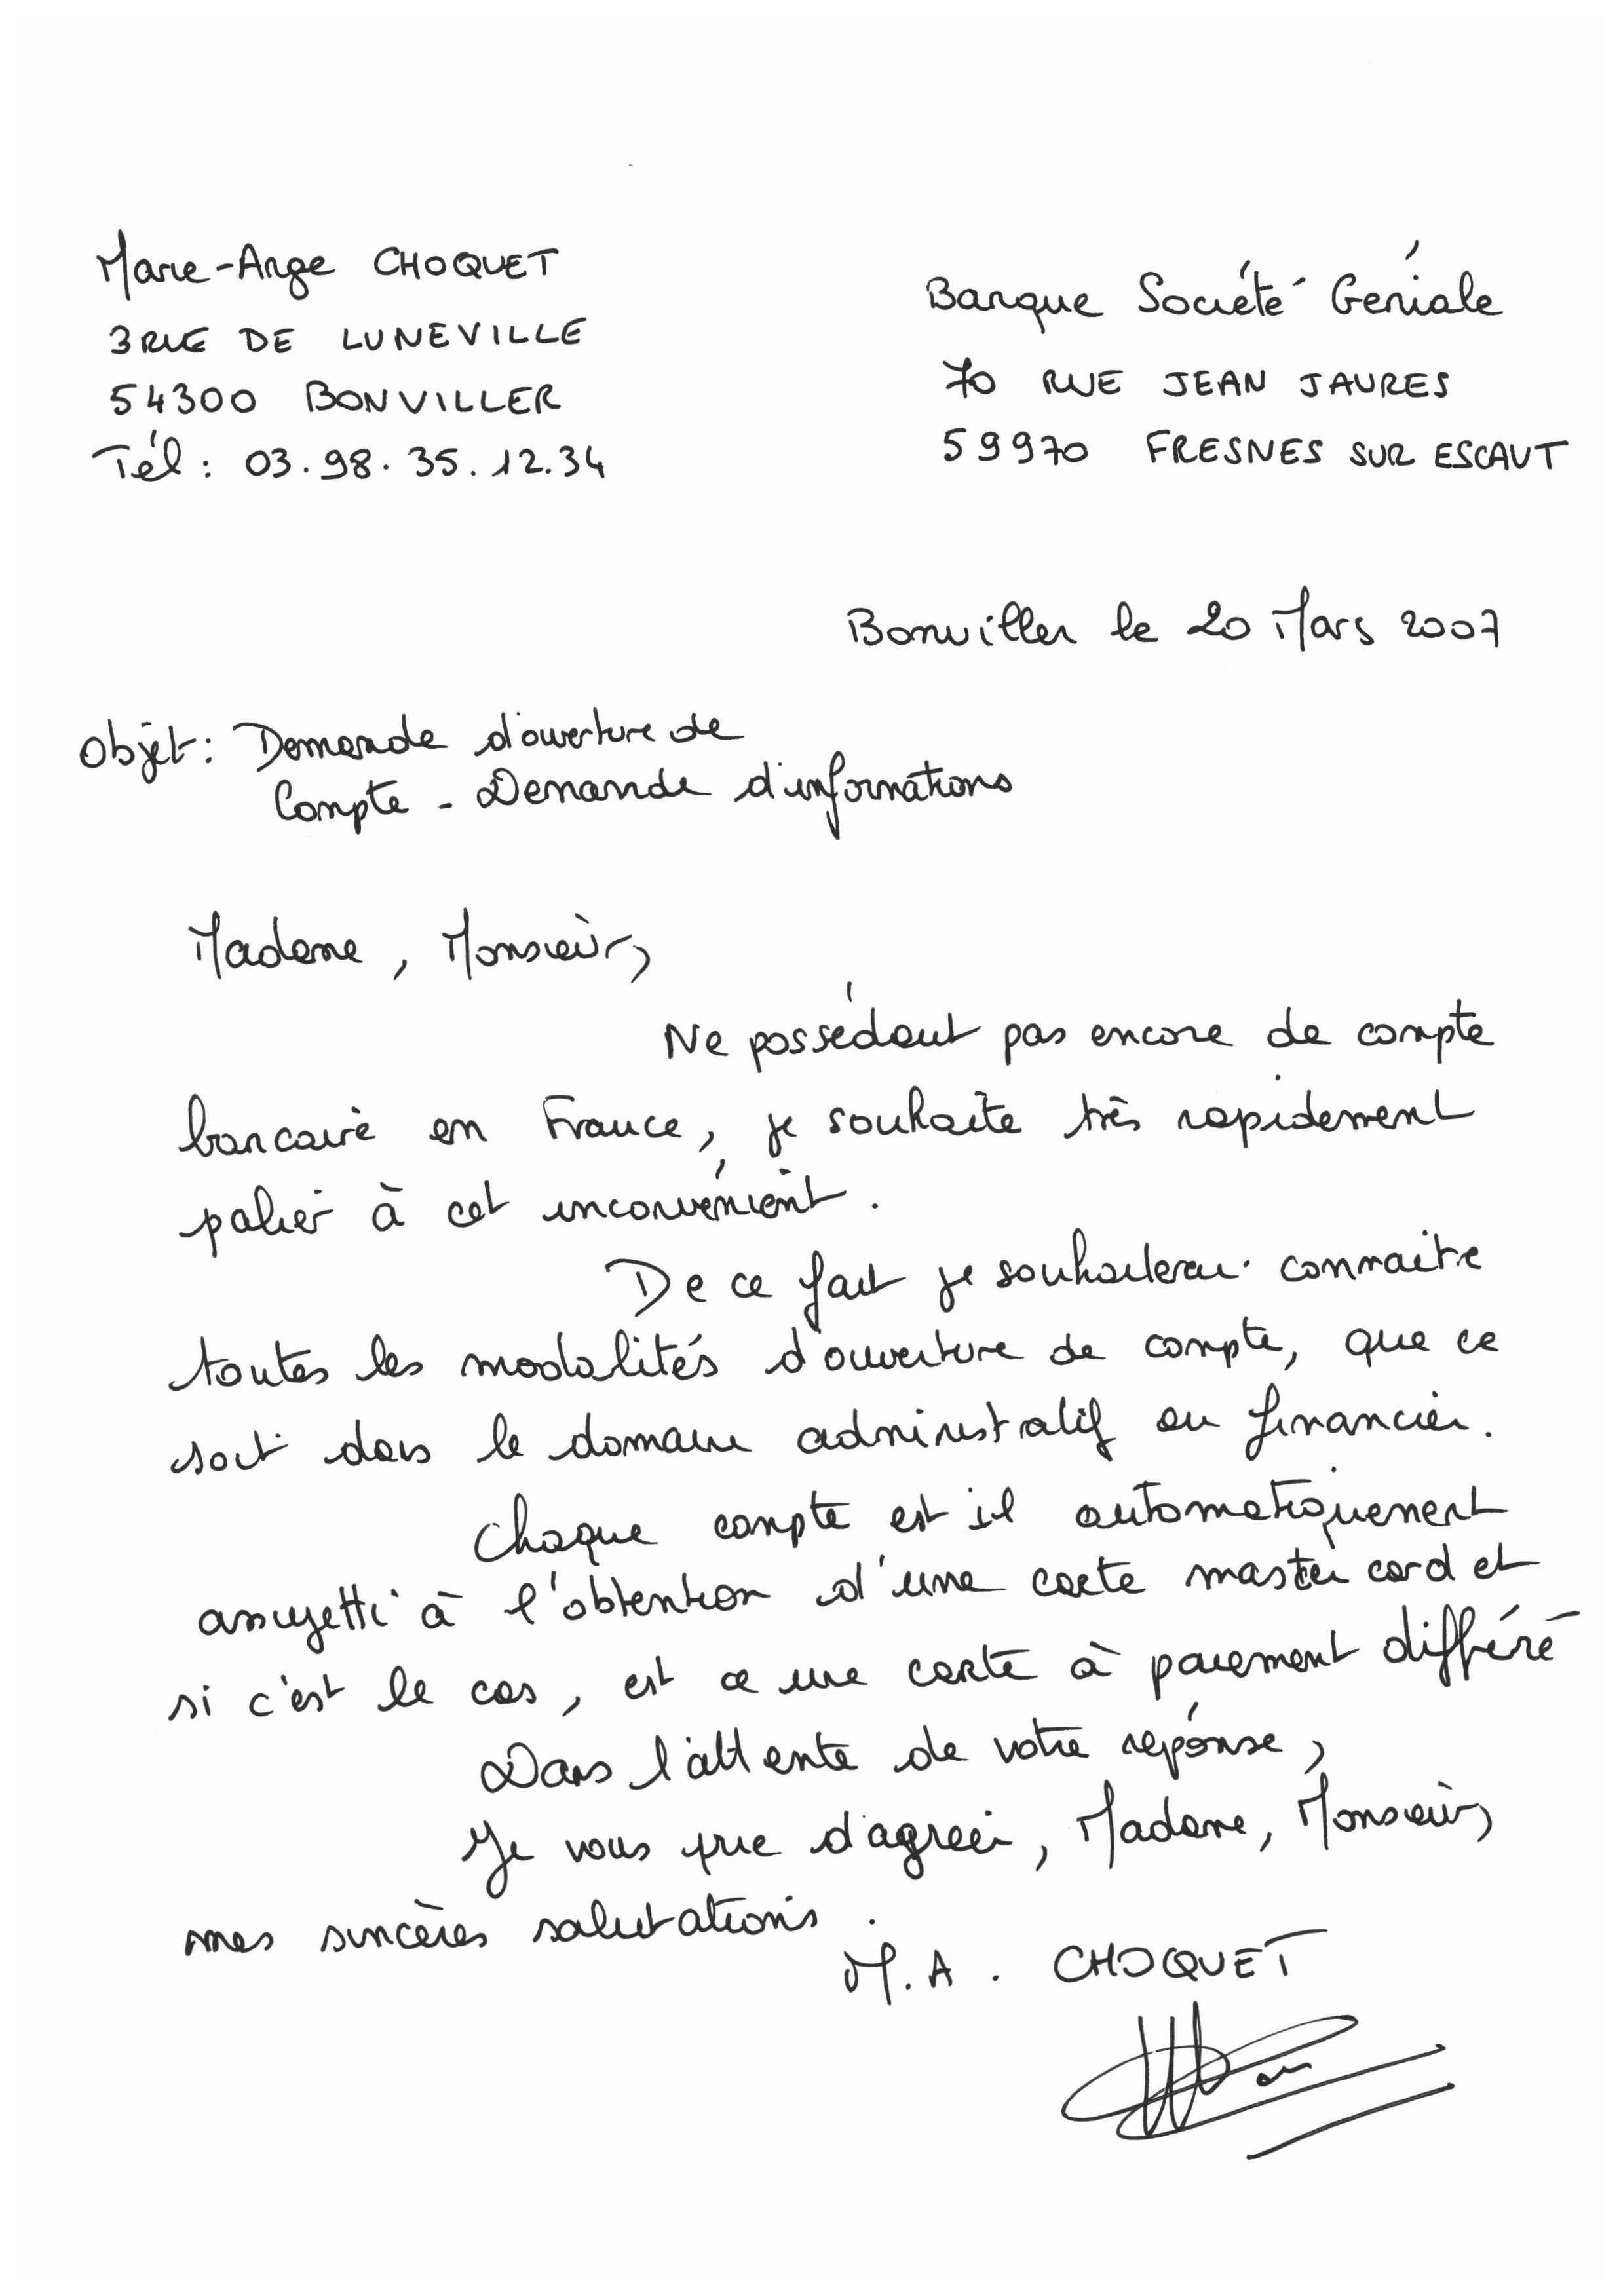 Marie-Ange CHOQUET
3 RUE DE LUNEVILLE
54300 BONVILLER
Tél : 03.98.35.12.34
Banque Société Géniale
70 RUE JEAN JAURES
59970 FRESNES SUR ESCAUT
Bonviller le 20 Mars 2007
Objet : Demande d'ouverture de
Compte - Demande d'informations
Madame, Monsieur,
Ne possédant pas encore de compte
bancaire en France, je souhaite très rapidement
palier à cet inconvénient.
De ce fait je souhaiterai connaitre
toutes les modalités d'ouverture de compte, que ce
soit dans le domaine administratif ou financier.
Chaque compte est il automatiquement
assujetti à l'obtention d'une carte master card et
si c'est le cas, est ce une carte à paiement différé
Dans l'attente de votre réponse,
Je vous prie d'agréer, Madame, Monsieur,
mes sincères salutations.
M.A. CHOQUET